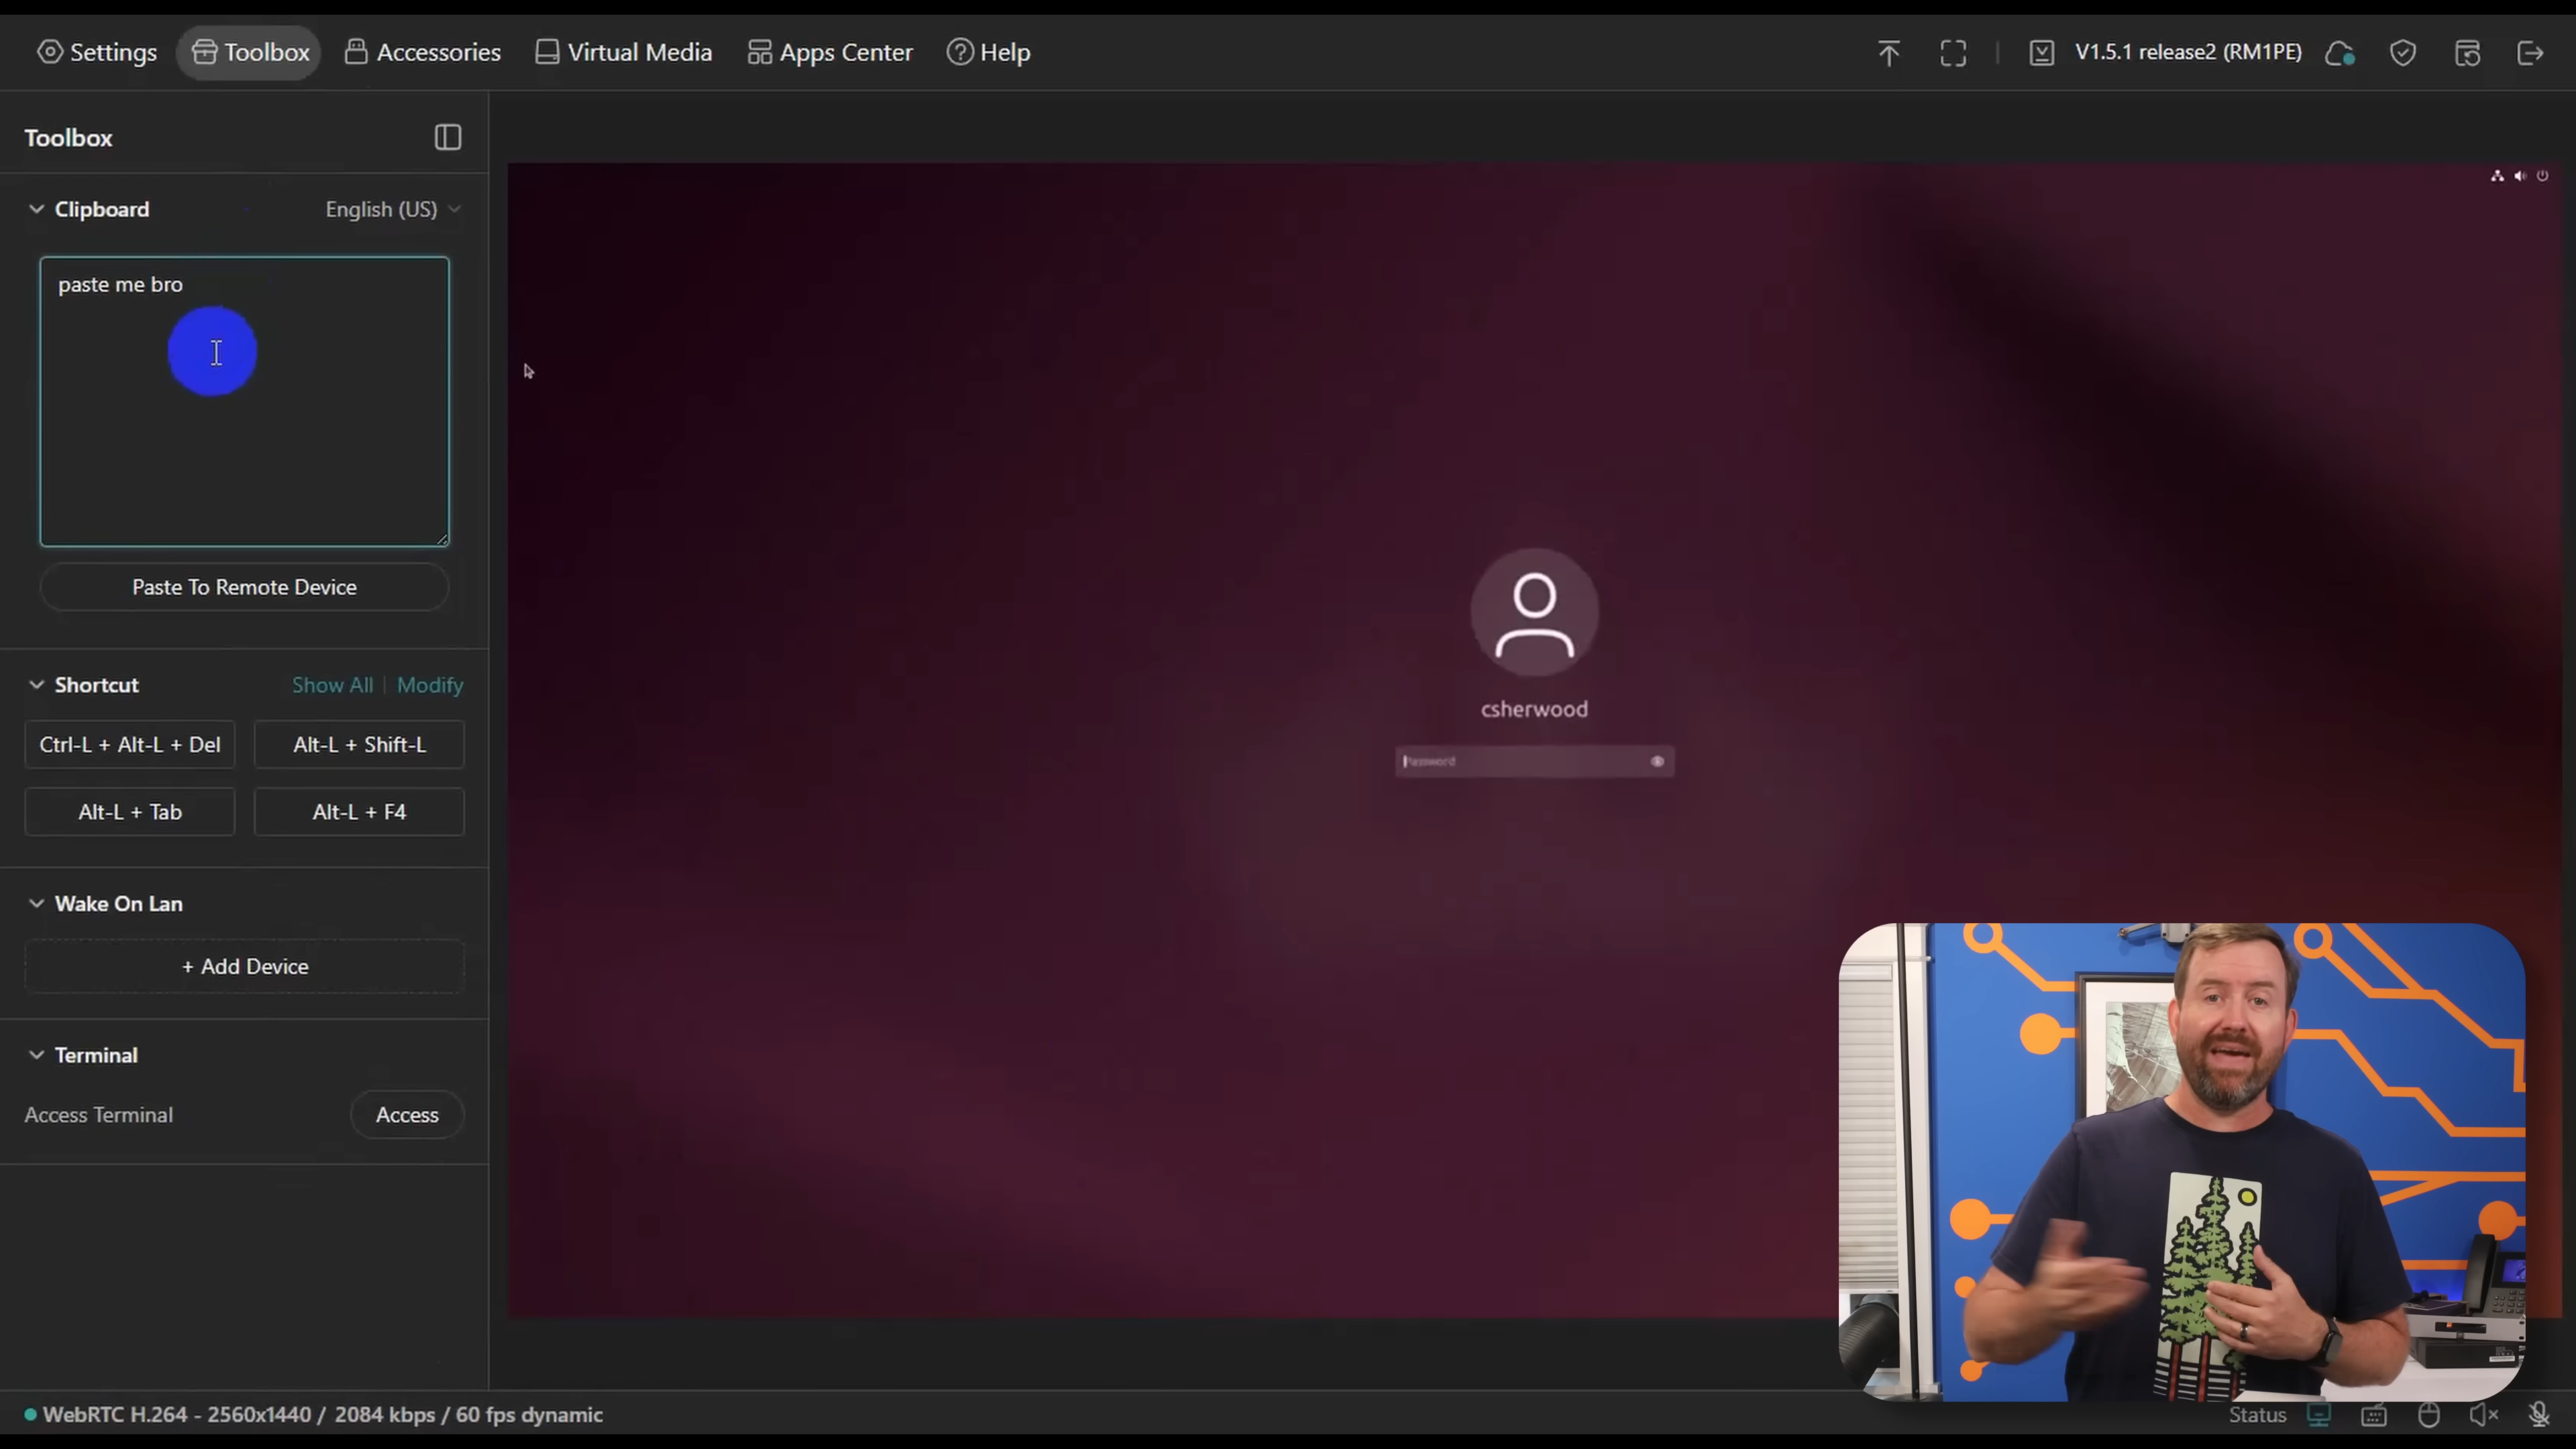 Settings
Toolbox
Accessories
Virtual Media
Apps Center
Help
V1.5.1 release2 (RM1PE)
Toolbox
Clipboard
English (US)
paste me bro
Paste To Remote Device
Shortcut
Show All | Modify
Ctrl-L + Alt-L + Del
Alt-L + Shift-L
Alt-L + Tab
Alt-L + F4
Wake On Lan
+ Add Device
Terminal
Access Terminal
Access
csherwood
Password
WebRTC H.264 - 2560x1440 / 2084 kbps / 60 fps dynamic
Status